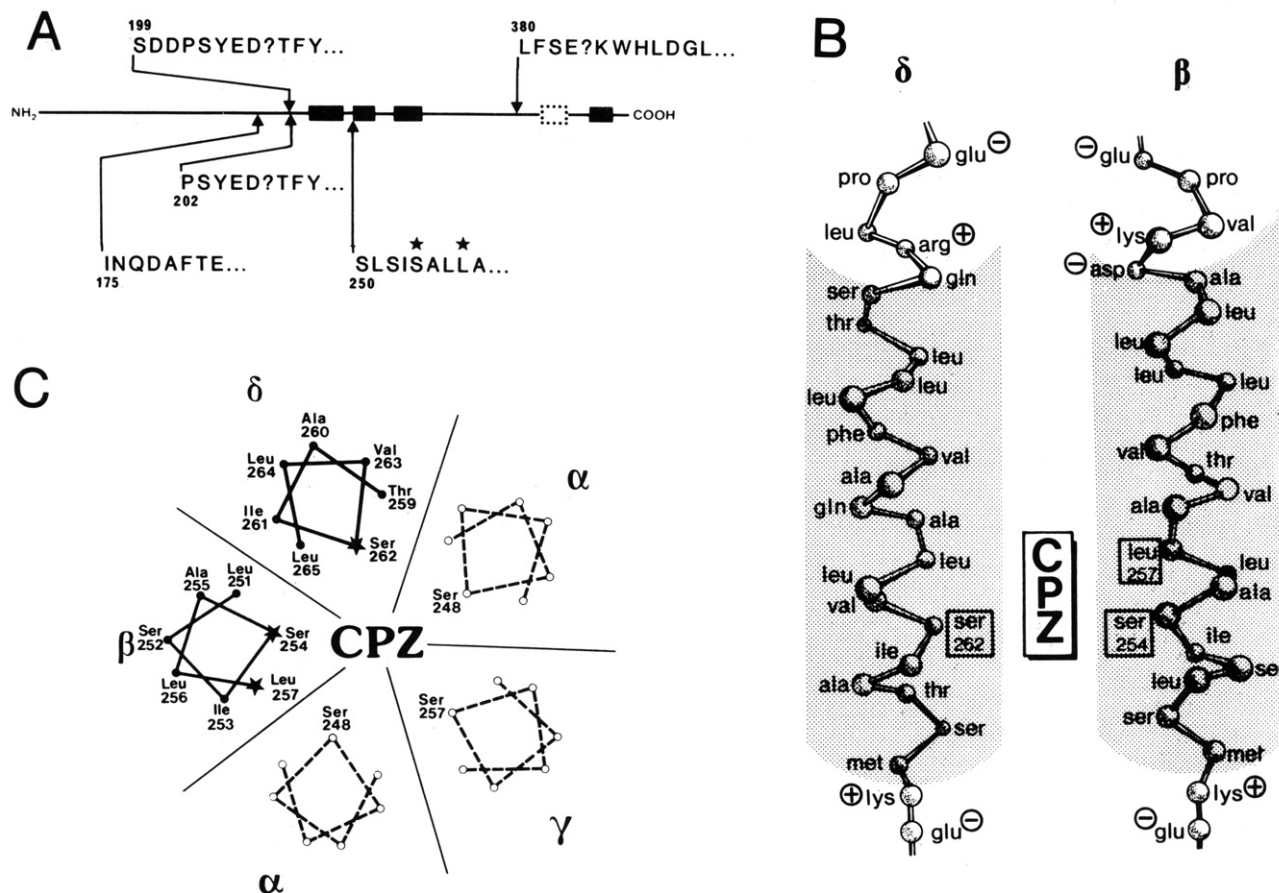 A
199
SDDPSYED?TFY...
380
LFSE?KWHLDGL...
NH2
COOH
PSYED?TFY...
202
INQDAFTE...
175
★ ★
SLSISALLA...
250
B
δ
β
glu ⊖
pro
leu
arg ⊕
gln
ser
thr
leu
leu
leu
phe
val
ala
gln
ala
leu
leu
val
ser
262
ile
ala
thr
ser
met
⊕ lys
glu ⊖
CPZ
⊖ glu
pro
val
⊕ lys
⊖ asp
ala
leu
leu
leu
leu
phe
val
thr
val
ala
leu
257
leu
ala
ser
254
ile
se
leu
ser
met
lys ⊕
⊖ glu
C
δ
Ala
260
Leu
264
Val
263
Thr
259
Ile
261
Leu
265
Ser
262
α
Ser
248
β
Ala
255
Leu
251
Ser
252
Ser
254
Leu
256
Leu
257
Ile
253
CPZ
Ser
248
α
Ser
257
γ